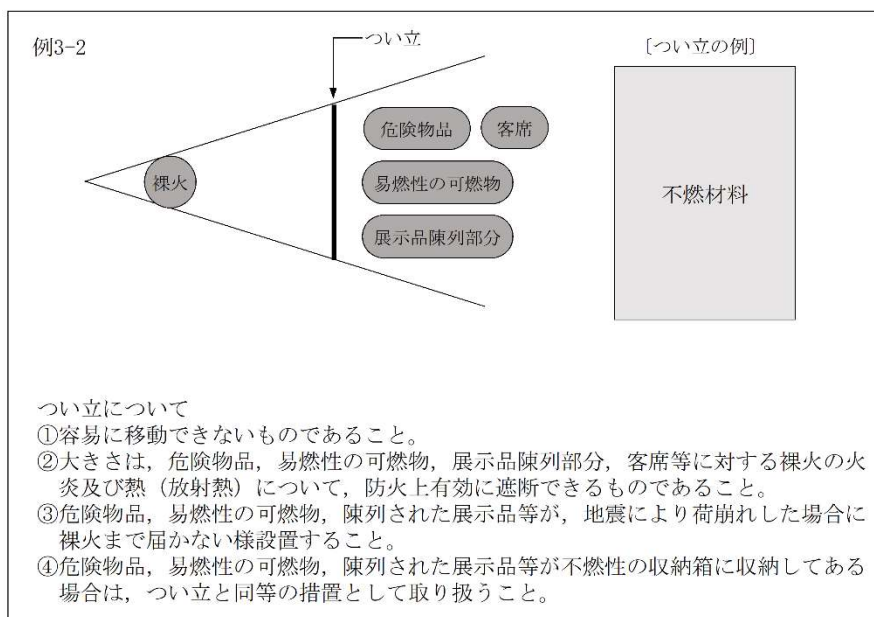 例3-2
つい立
〔つい立の例〕
危険物品
客席
裸火
易燃性の可燃物
展示品陳列部分
不燃材料
つい立について
①容易に移動できないものであること。
②大きさは，危険物品，易燃性の可燃物，展示品陳列部分，客席等に対する裸火の火
炎及び熱（放射熱）について，防火上有効に遮断できるものであること。
③危険物品，易燃性の可燃物，陳列された展示品等が，地震により荷崩れした場合に
裸火まで届かない様設置すること。
④危険物品，易燃性の可燃物，陳列された展示品等が不燃性の収納箱に収納してある
場合は，つい立と同等の措置として取り扱うこと。